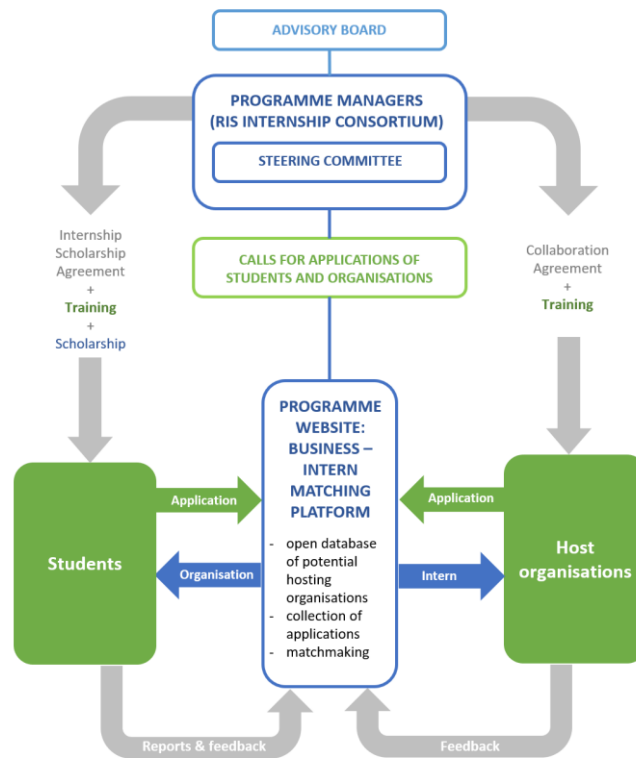 ADVISORY BOARD
PROGRAMME MANAGERS
(RIS INTERNSHIP CONSORTIUM)
STEERING COMMITTEE
Internship
Scholarship
Agreement
+
Training
+
Scholarship
CALLS FOR APPLICATIONS OF
STUDENTS AND ORGANISATIONS
Collaboration
Agreement
+
Training
PROGRAMME
WEBSITE:
BUSINESS –
INTERN
MATCHING
PLATFORM
- open database
of potential
hosting
organisations
- collection of
applications
- matchmaking
Students
Application
Organisation
Application
Intern
Host
organisations
Reports & feedback
Feedback